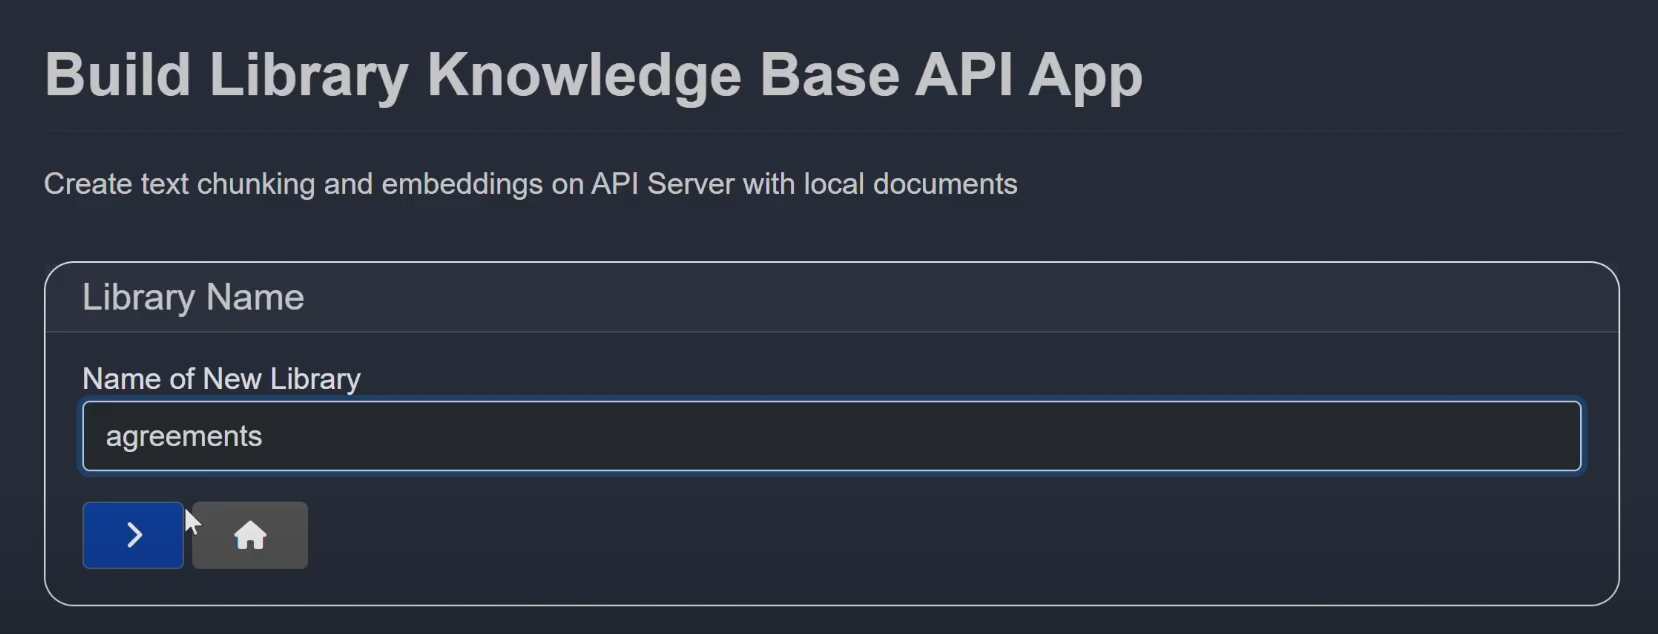 Build Library Knowledge Base API App
Create text chunking and embeddings on API Server with local documents
Library Name
Name of New Library
agreements